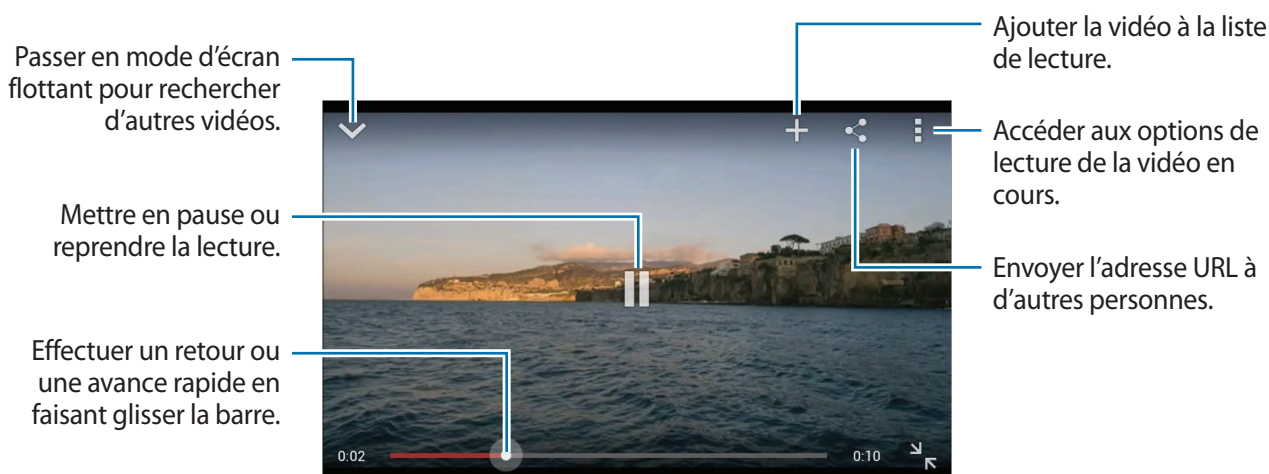 Passer en mode d'écran
flottant pour rechercher
d'autres vidéos.
Mettre en pause ou
reprendre la lecture.
Effectuer un retour ou
une avance rapide en
faisant glisser la barre.
Ajouter la vidéo à la liste
de lecture.
Accéder aux options de
lecture de la vidéo en
cours.
Envoyer l'adresse URL à
d'autres personnes.
0:02
0:10